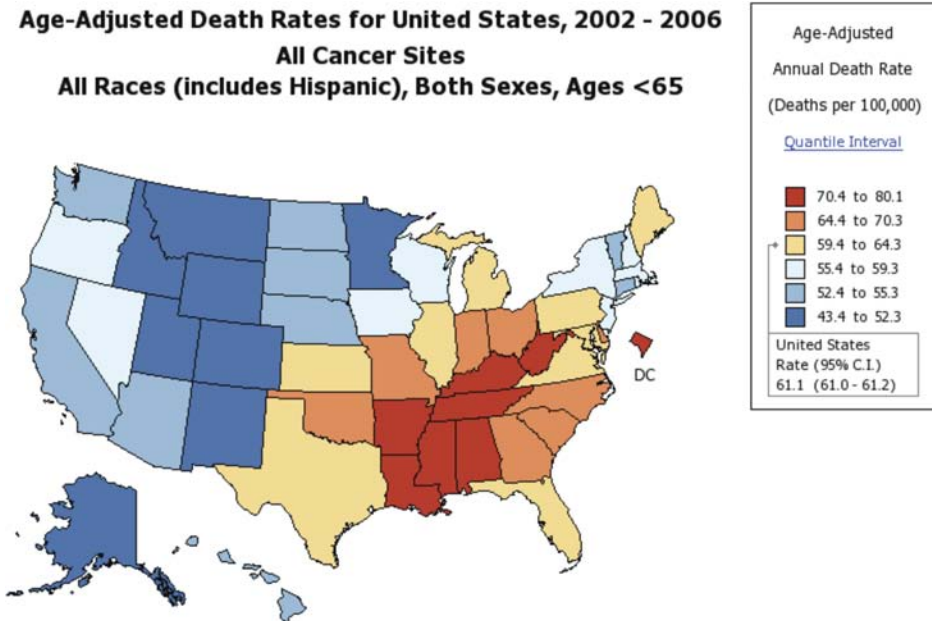 Age-Adjusted Death Rates for United States, 2002 - 2006
All Cancer Sites
All Races (includes Hispanic), Both Sexes, Ages <65
Age-Adjusted
Annual Death Rate
(Deaths per 100,000)
Quantile Interval
70.4 to 80.1
64.4 to 70.3
59.4 to 64.3
55.4 to 59.3
52.4 to 55.3
43.4 to 52.3
United States
Rate (95% C.I.)
61.1 (61.0 - 61.2)
DC